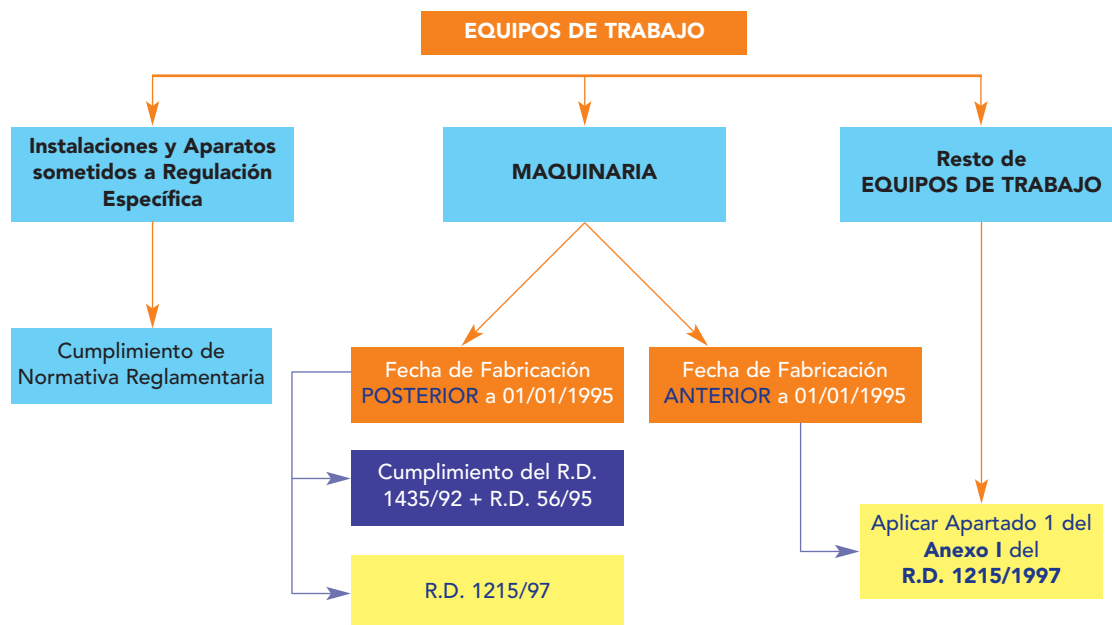 EQUIPOS DE TRABAJO
Instalaciones y Aparatos
sometidos a Regulación
Específica
MAQUINARIA
Resto de
EQUIPOS DE TRABAJO
Cumplimiento de
Normativa Reglamentaria
Fecha de Fabricación
POSTERIOR a 01/01/1995
Fecha de Fabricación
ANTERIOR a 01/01/1995
Cumplimiento del R.D.
1435/92 + R.D. 56/95
R.D. 1215/97
Aplicar Apartado 1 del
Anexo I del
R.D. 1215/1997